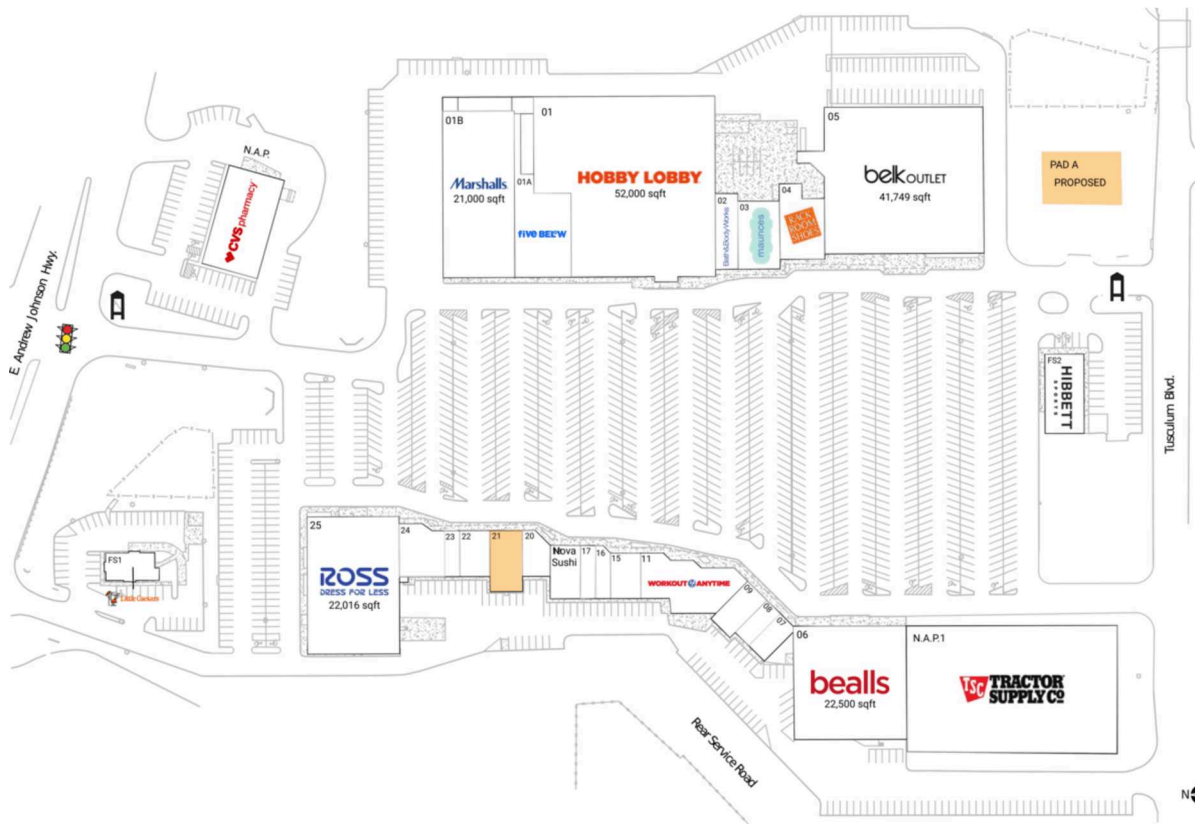 N.A.P.
CVS pharmacy
E. Andrew Johnson Hwy.
01B
Marshalls
21,000 sqft
01A
five BEL°W
01
HOBBY LOBBY
52,000 sqft
02
Bath&BodyWorks
03
maurices
04
RACK
ROOM
SHOES
05
belk OUTLET
41,749 sqft
PAD A
PROPOSED
FS2
HIBBETT
SPORTS
Tusculum Blvd.
FS1
Little Caesars
25
ROSS
DRESS FOR LESS
22,016 sqft
24
23
22
21
20
Nova
Sushi
17
16
15
11
WORKOUT ANYTIME
09
08
07
06
bealls
22,500 sqft
N.A.P.1
TSC TRACTOR
SUPPLY CO
Rear Service Road
N